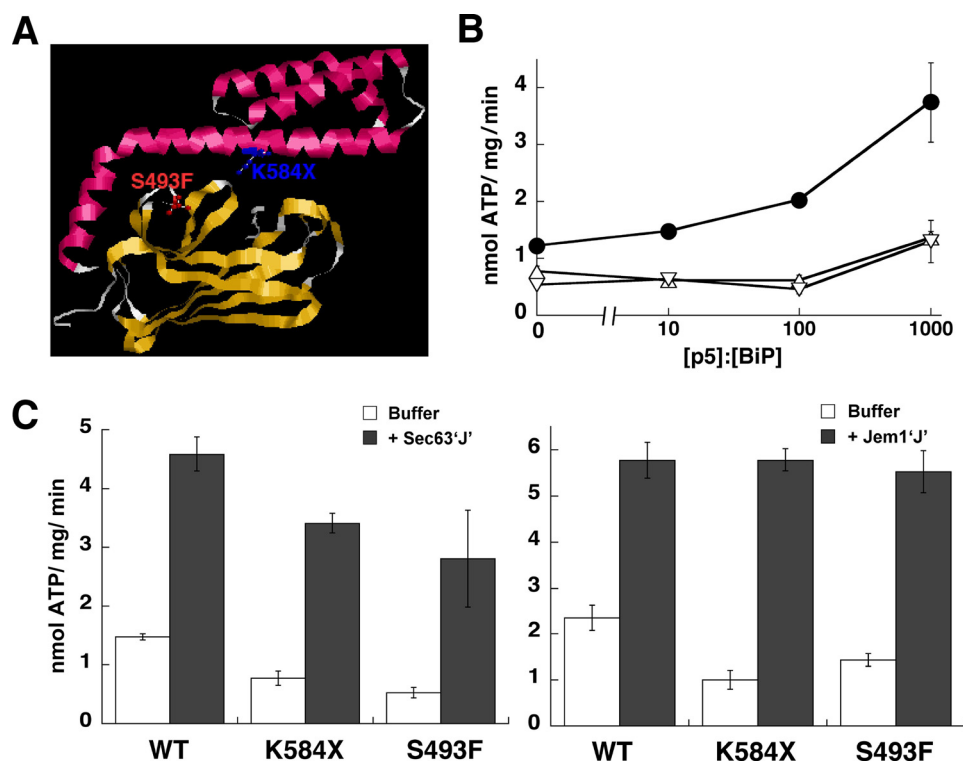 A
S493F
K584X
B
nmol ATP/ mg/ min
4
3
2
1
0
0
10
100
1000
[p5]:[BiP]
C
Buffer
+ Sec63'J'
nmol ATP/ mg/ min
5
4
3
2
1
0
WT
K584X
S493F
Buffer
+ Jem1'J'
6
5
4
3
2
1
0
WT
K584X
S493F